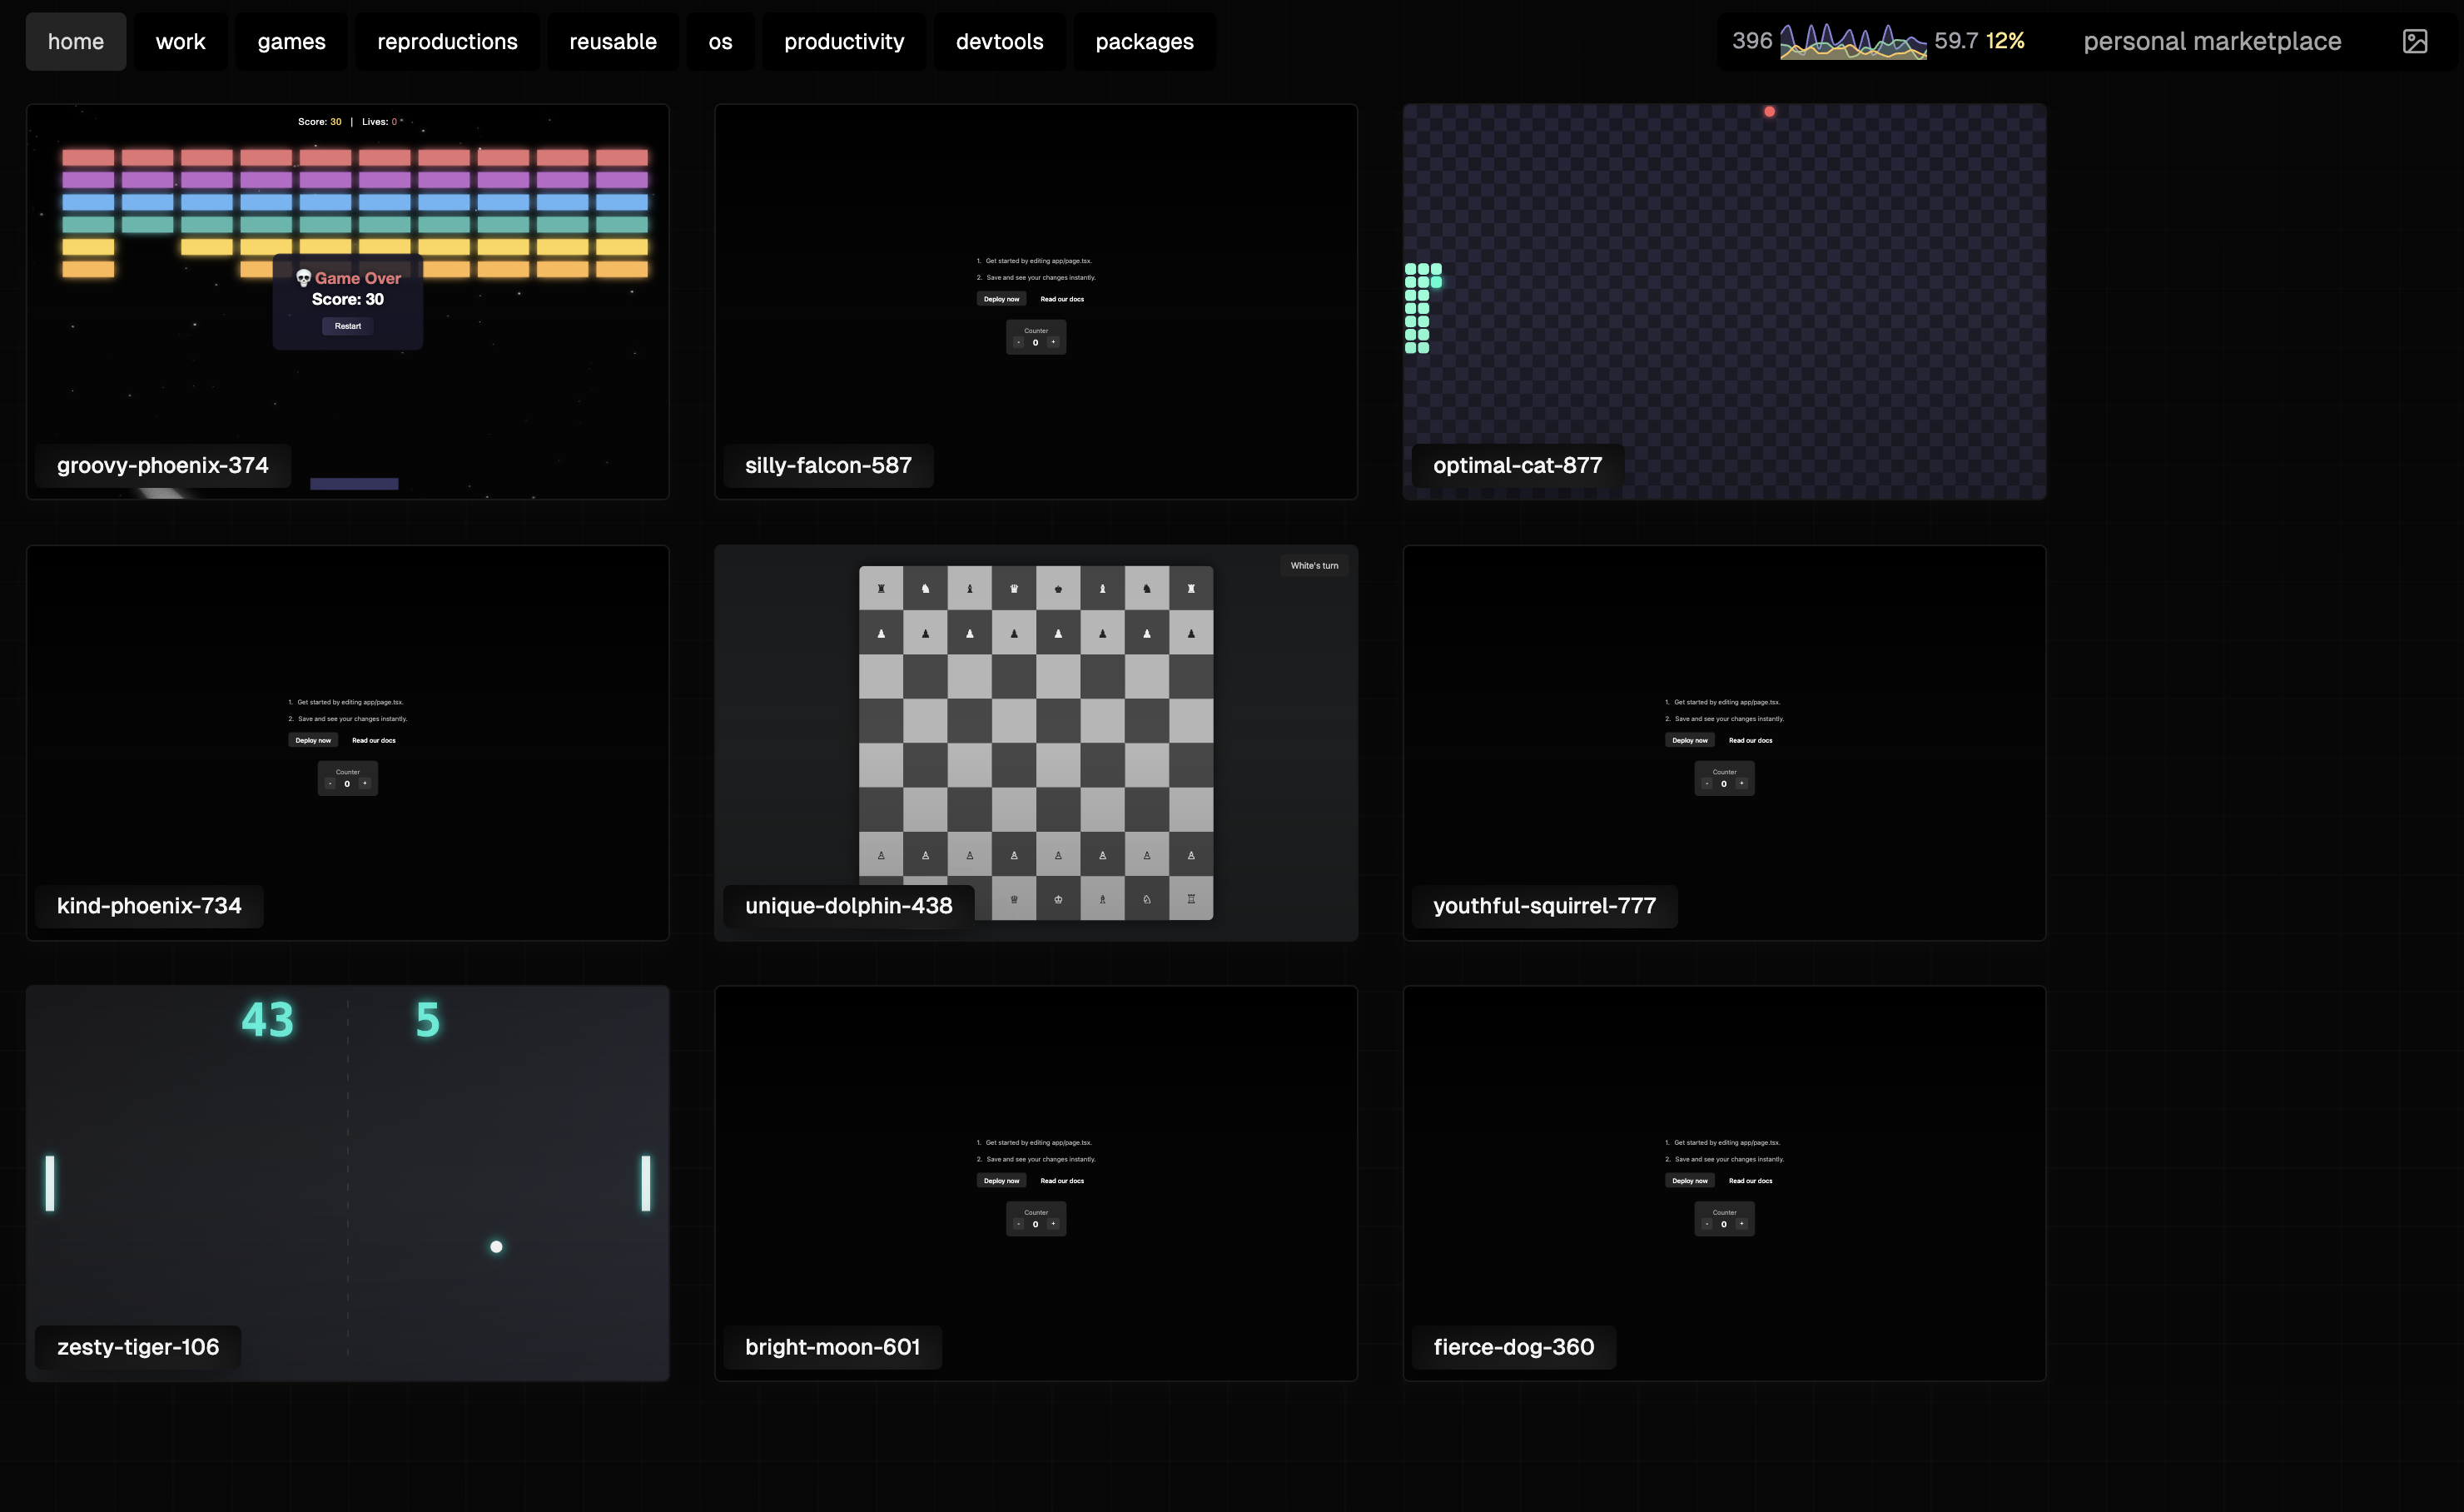 home work games reproductions reusable os productivity devtools packages 396 59.7 12% personal marketplace
Score: 30 | Lives: 0
Game Over
Score: 30
Restart
groovy-phoenix-374
1. Get started by editing app/page.tsx.
2. Save and see your changes instantly.
Deploy now Read our docs
Counter
- 0 +
silly-falcon-587
optimal-cat-877
1. Get started by editing app/page.tsx.
2. Save and see your changes instantly.
Deploy now Read our docs
Counter
- 0 +
kind-phoenix-734
White's turn
unique-dolphin-438
1. Get started by editing app/page.tsx.
2. Save and see your changes instantly.
Deploy now Read our docs
Counter
- 0 +
youthful-squirrel-777
43 5
zesty-tiger-106
1. Get started by editing app/page.tsx.
2. Save and see your changes instantly.
Deploy now Read our docs
Counter
- 0 +
bright-moon-601
1. Get started by editing app/page.tsx.
2. Save and see your changes instantly.
Deploy now Read our docs
Counter
- 0 +
fierce-dog-360